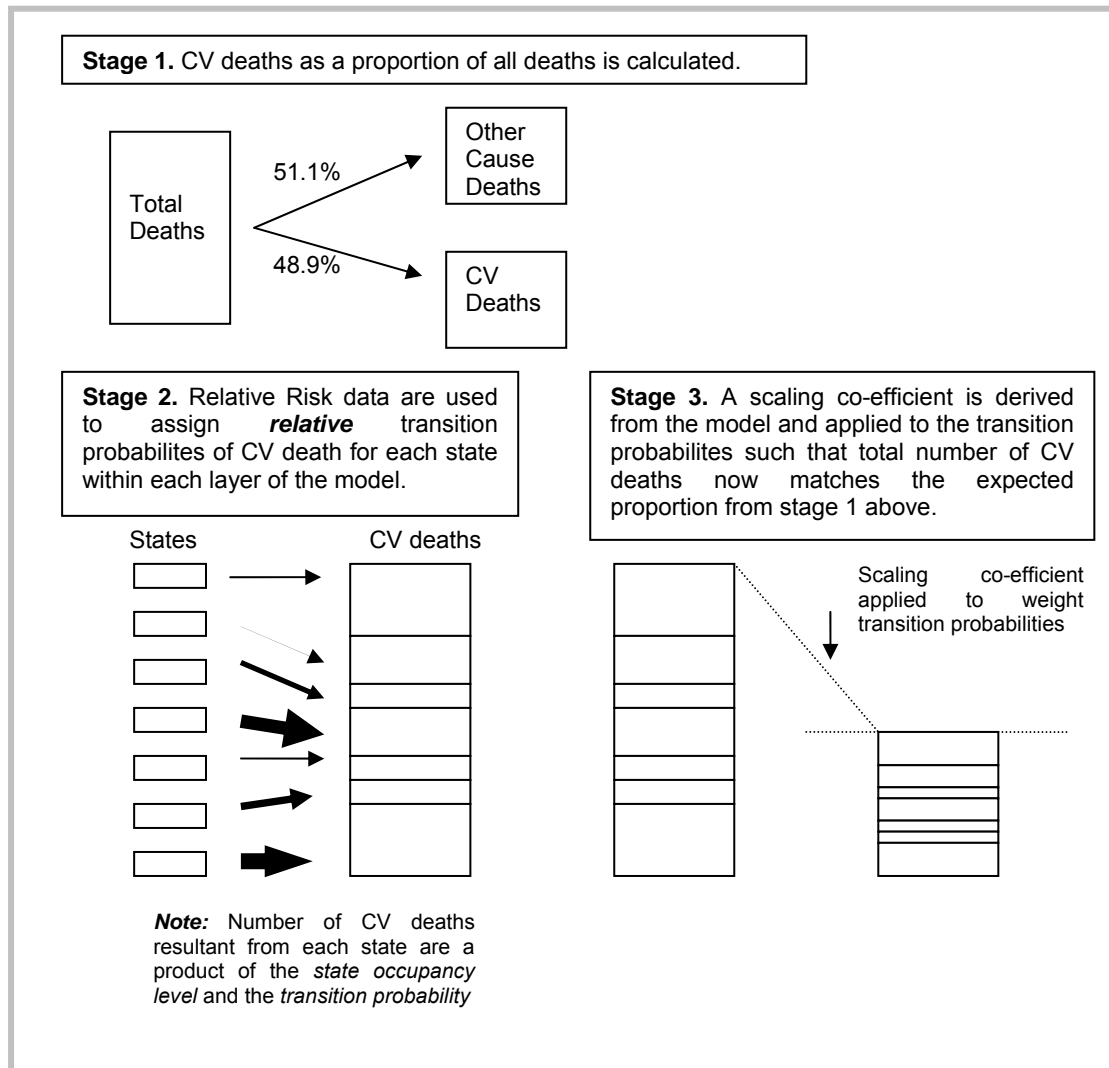 Stage 1. CV deaths as a proportion of all deaths is calculated.
Total
Deaths
51.1%
48.9%
Other
Cause
Deaths
CV
Deaths
Stage 2. Relative Risk data are used
to assign relative transition
probabilites of CV death for each state
within each layer of the model.
States
CV deaths
Note: Number of CV deaths
resultant from each state are a
product of the state occupancy
level and the transition probability
Stage 3. A scaling co-efficient is derived
from the model and applied to the transition
probabilites such that total number of CV
deaths now matches the expected
proportion from stage 1 above.
Scaling co-efficient
applied to weight
transition probabilities